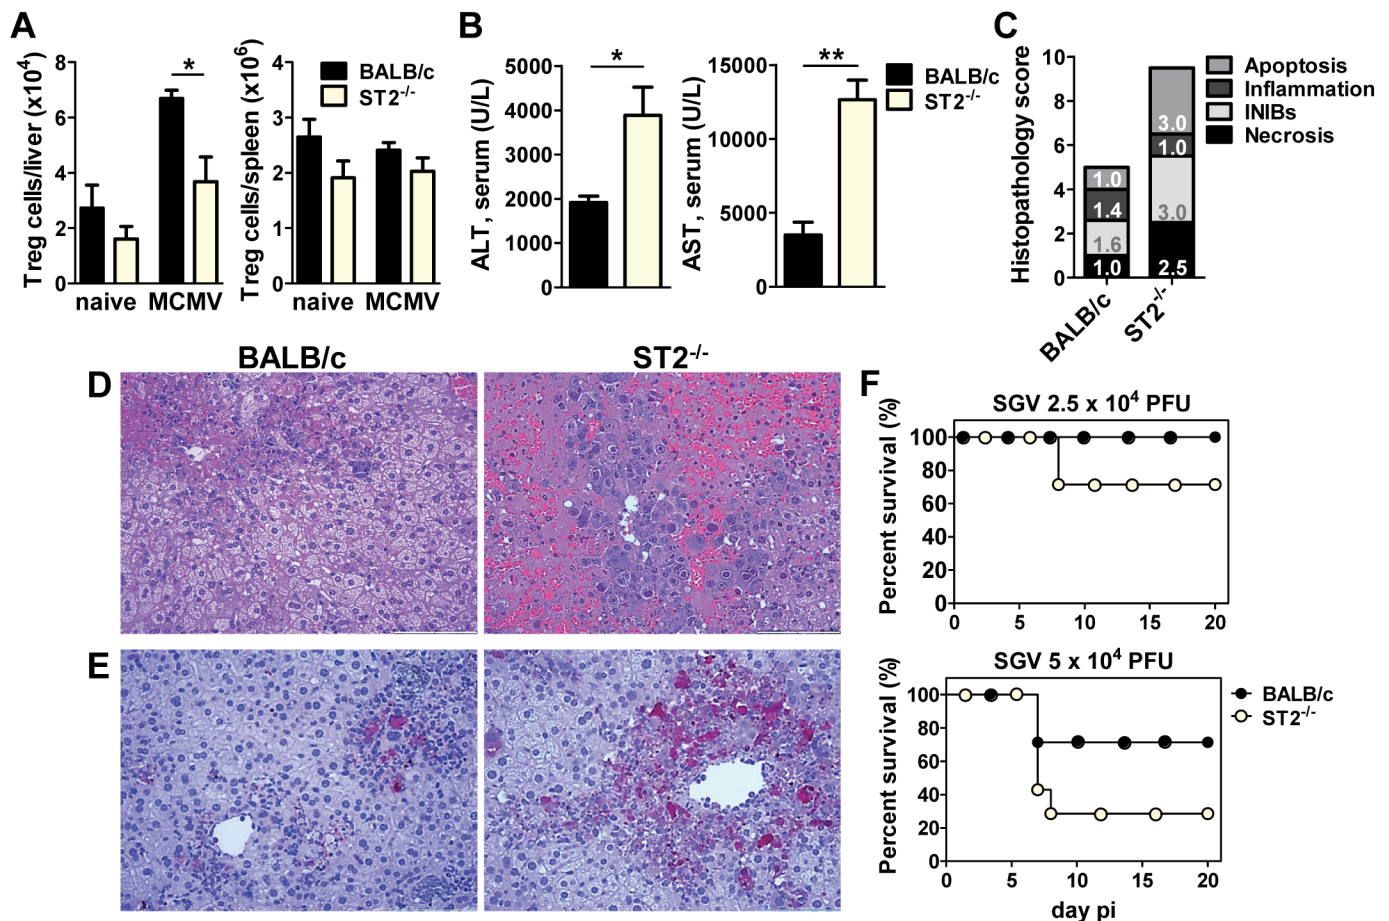 A
Treg cells/liver (x10⁴)
8
6
4
2
0
*
naive MCMV
Treg cells/spleen (x10⁶)
4
3
2
1
0
naive MCMV
BALB/c
ST2⁻/⁻
B
ALT, serum (U/L)
5000
4000
3000
2000
1000
0
*
AST, serum (U/L)
15000
10000
5000
0
**
BALB/c
ST2⁻/⁻
C
Histopathology score
10
8
6
4
2
0
1.0
1.4
1.6
1.0
3.0
1.0
3.0
2.5
BALB/c
ST2⁻/⁻
Apoptosis
Inflammation
INIBs
Necrosis
BALB/c
ST2⁻/⁻
D
E
F
SGV 2.5 x 10⁴ PFU
Percent survival (%)
100
80
60
40
20
0
0 5 10 15 20
SGV 5 x 10⁴ PFU
Percent survival (%)
100
80
60
40
20
0
0 5 10 15 20
day pi
BALB/c
ST2⁻/⁻